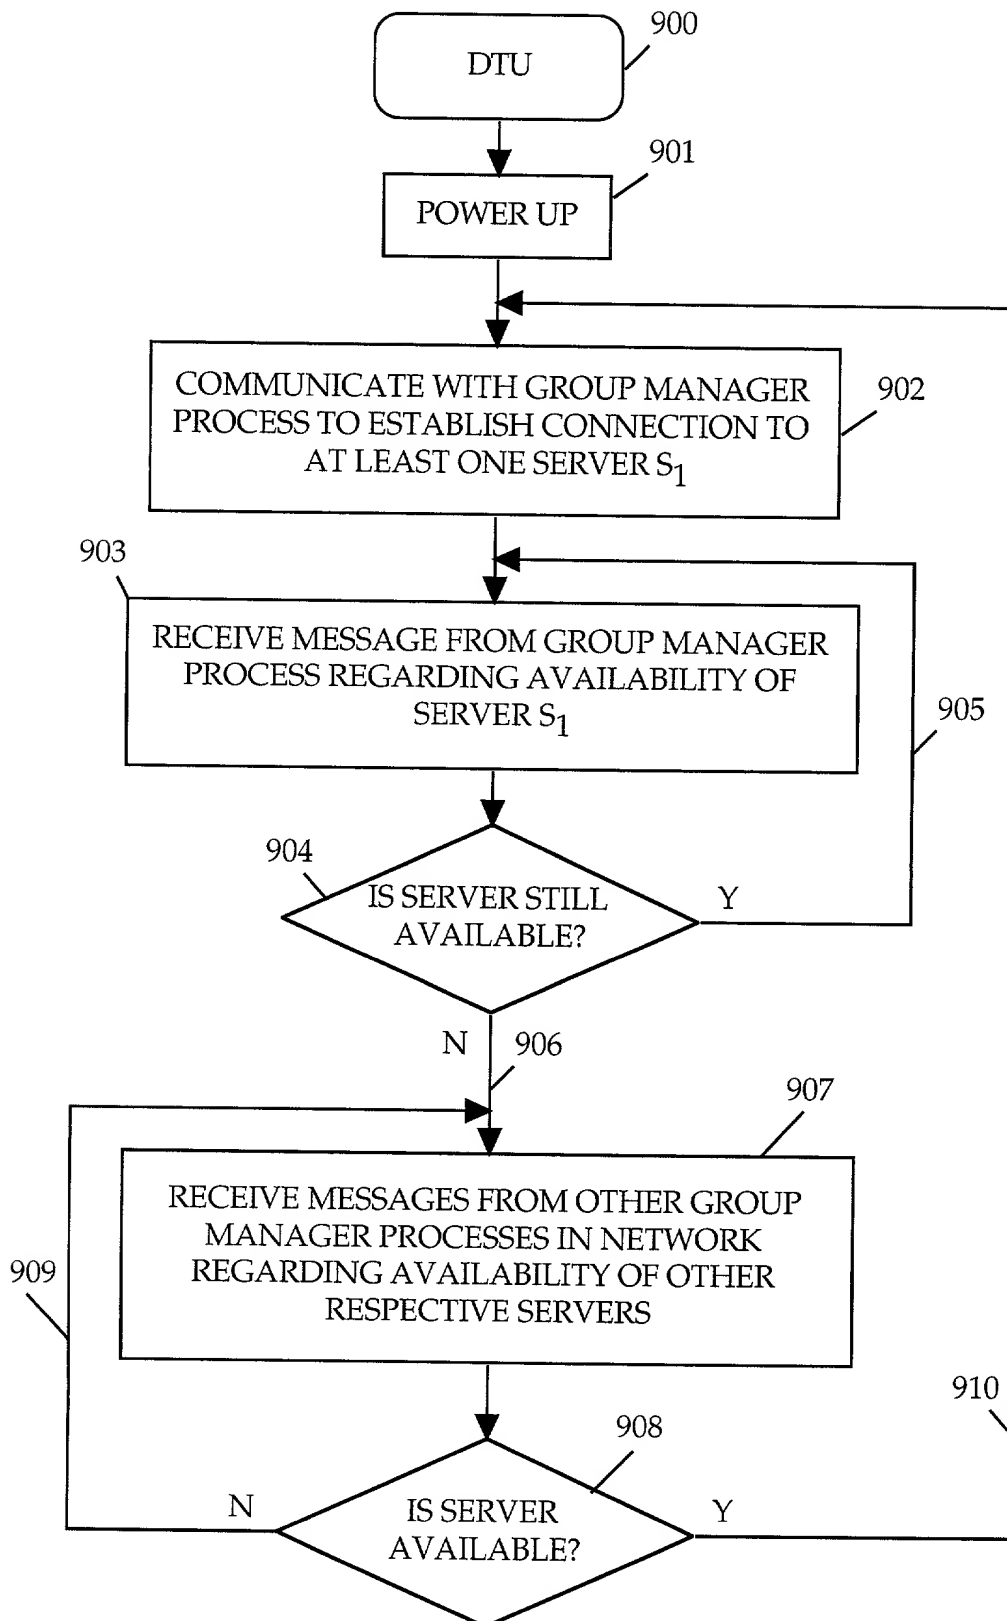 900
DTU
901
POWER UP
COMMUNICATE WITH GROUP MANAGER
PROCESS TO ESTABLISH CONNECTION TO
AT LEAST ONE SERVER S1
902
903
RECEIVE MESSAGE FROM GROUP MANAGER
PROCESS REGARDING AVAILABILITY OF
SERVER S1
905
904
IS SERVER STILL
AVAILABLE?
Y
N
906
907
RECEIVE MESSAGES FROM OTHER GROUP
MANAGER PROCESSES IN NETWORK
REGARDING AVAILABILITY OF OTHER
RESPECTIVE SERVERS
909
910
908
N
IS SERVER
AVAILABLE?
Y